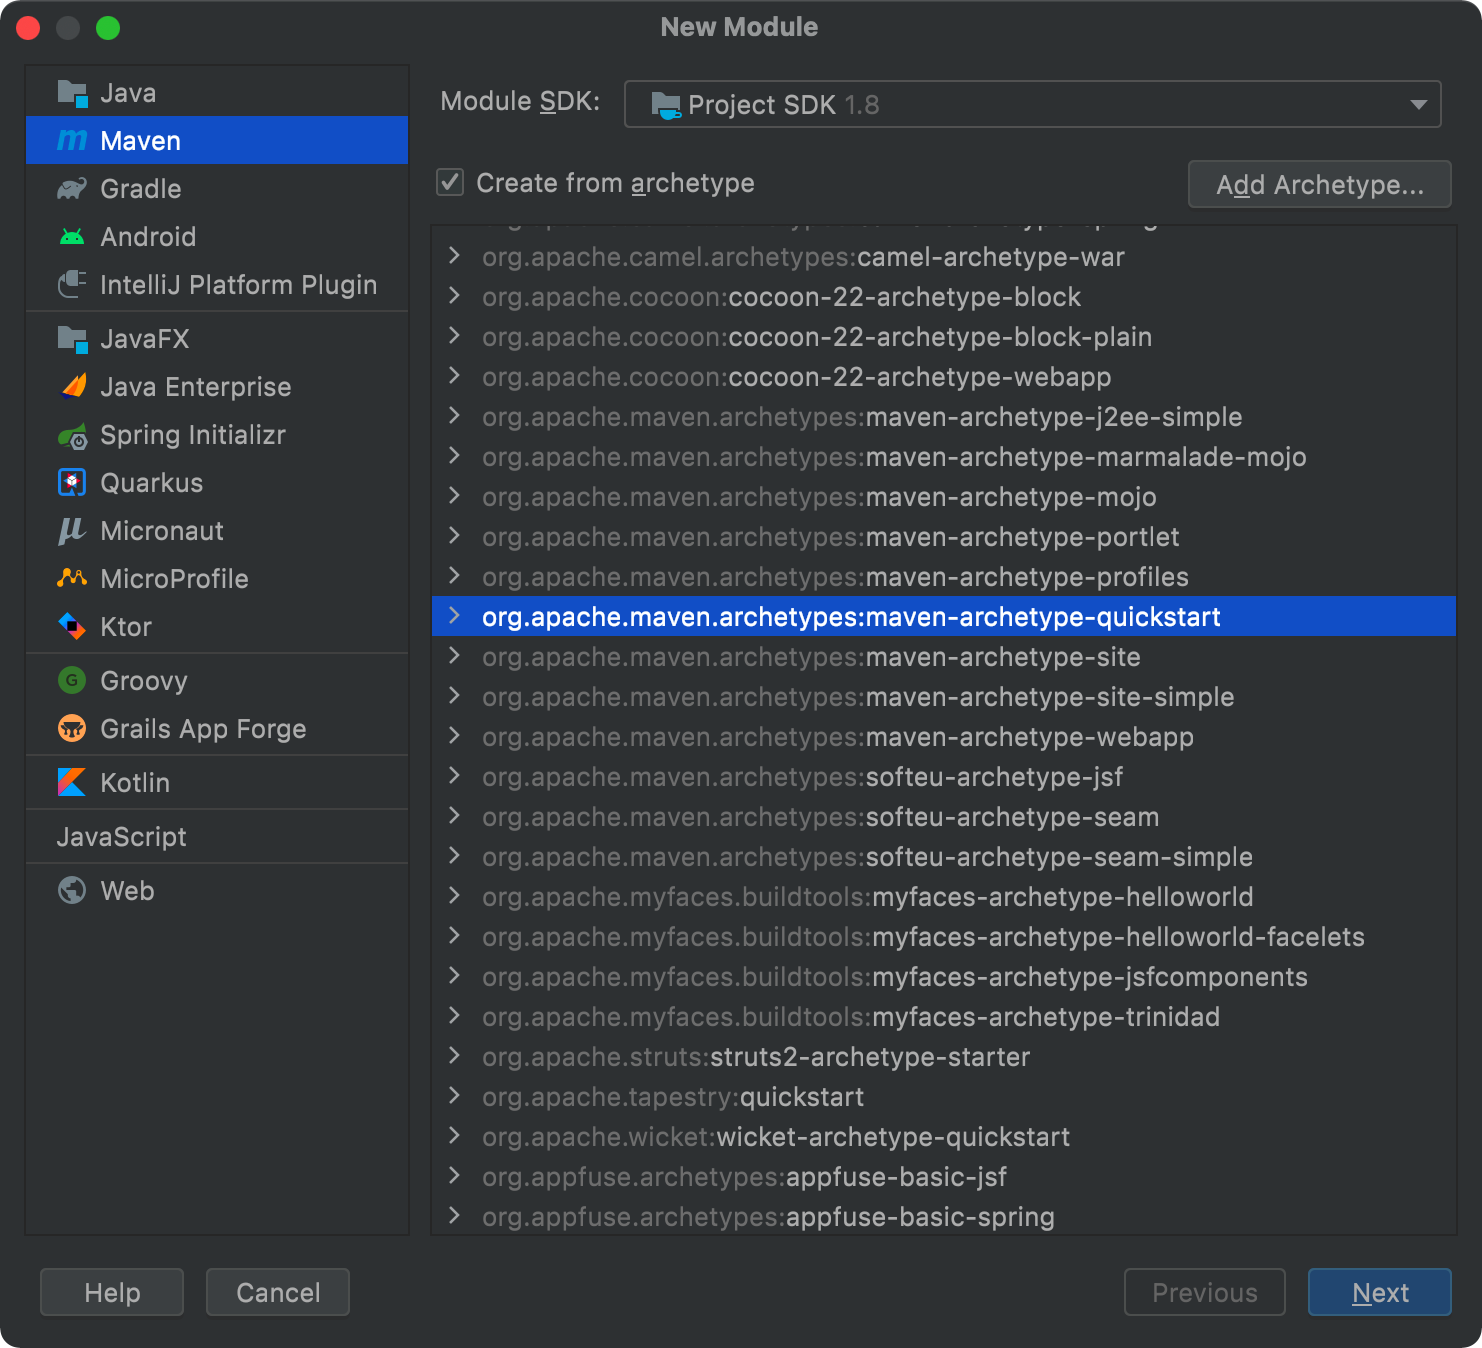 New Module
Java
Maven
Gradle
Android
IntelliJ Platform Plugin
JavaFX
Java Enterprise
Spring Initializr
Quarkus
Micronaut
MicroProfile
Ktor
Groovy
Grails App Forge
Kotlin
JavaScript
Web
Module SDK: Project SDK 1.8
Create from archetype
Add Archetype...
org.apache.camel.archetypes:camel-archetype-war
org.apache.cocoon:cocoon-22-archetype-block
org.apache.cocoon:cocoon-22-archetype-block-plain
org.apache.cocoon:cocoon-22-archetype-webapp
org.apache.maven.archetypes:maven-archetype-j2ee-simple
org.apache.maven.archetypes:maven-archetype-marmalade-mojo
org.apache.maven.archetypes:maven-archetype-mojo
org.apache.maven.archetypes:maven-archetype-portlet
org.apache.maven.archetypes:maven-archetype-profiles
org.apache.maven.archetypes:maven-archetype-quickstart
org.apache.maven.archetypes:maven-archetype-site
org.apache.maven.archetypes:maven-archetype-site-simple
org.apache.maven.archetypes:maven-archetype-webapp
org.apache.maven.archetypes:softeu-archetype-jsf
org.apache.maven.archetypes:softeu-archetype-seam
org.apache.maven.archetypes:softeu-archetype-seam-simple
org.apache.myfaces.buildtools:myfaces-archetype-helloworld
org.apache.myfaces.buildtools:myfaces-archetype-helloworld-facelets
org.apache.myfaces.buildtools:myfaces-archetype-jsfcomponents
org.apache.myfaces.buildtools:myfaces-archetype-trinidad
org.apache.struts:struts2-archetype-starter
org.apache.tapestry:quickstart
org.apache.wicket:wicket-archetype-quickstart
org.appfuse.archetypes:appfuse-basic-jsf
org.appfuse.archetypes:appfuse-basic-spring
Help
Cancel
Previous
Next